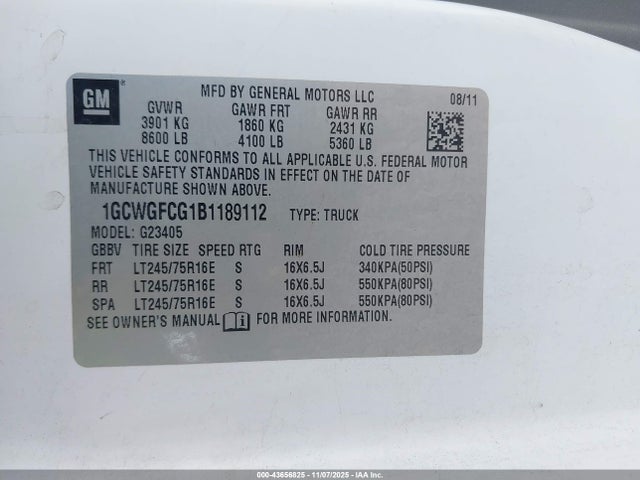 GM
MFD BY GENERAL MOTORS LLC 08/11
GVWR GAWR FRT GAWR RR
3901 KG 1860 KG 2431 KG
8600 LB 4100 LB 5360 LB
THIS VEHICLE CONFORMS TO ALL APPLICABLE U.S. FEDERAL MOTOR
VEHICLE SAFETY STANDARDS IN EFFECT ON THE DATE OF
MANUFACTURE SHOWN ABOVE.
1GCWGFCG1B1189112 TYPE: TRUCK
MODEL: G23405
GBBV TIRE SIZE SPEED RTG RIM COLD TIRE PRESSURE
FRT LT245/75R16E S 16X6.5J 340KPA(50PSI)
RR LT245/75R16E S 16X6.5J 550KPA(80PSI)
SPA LT245/75R16E S 16X6.5J 550KPA(80PSI)
SEE OWNER'S MANUAL FOR MORE INFORMATION.
000-43656825 - 11/07/2025 - IAAI.COM